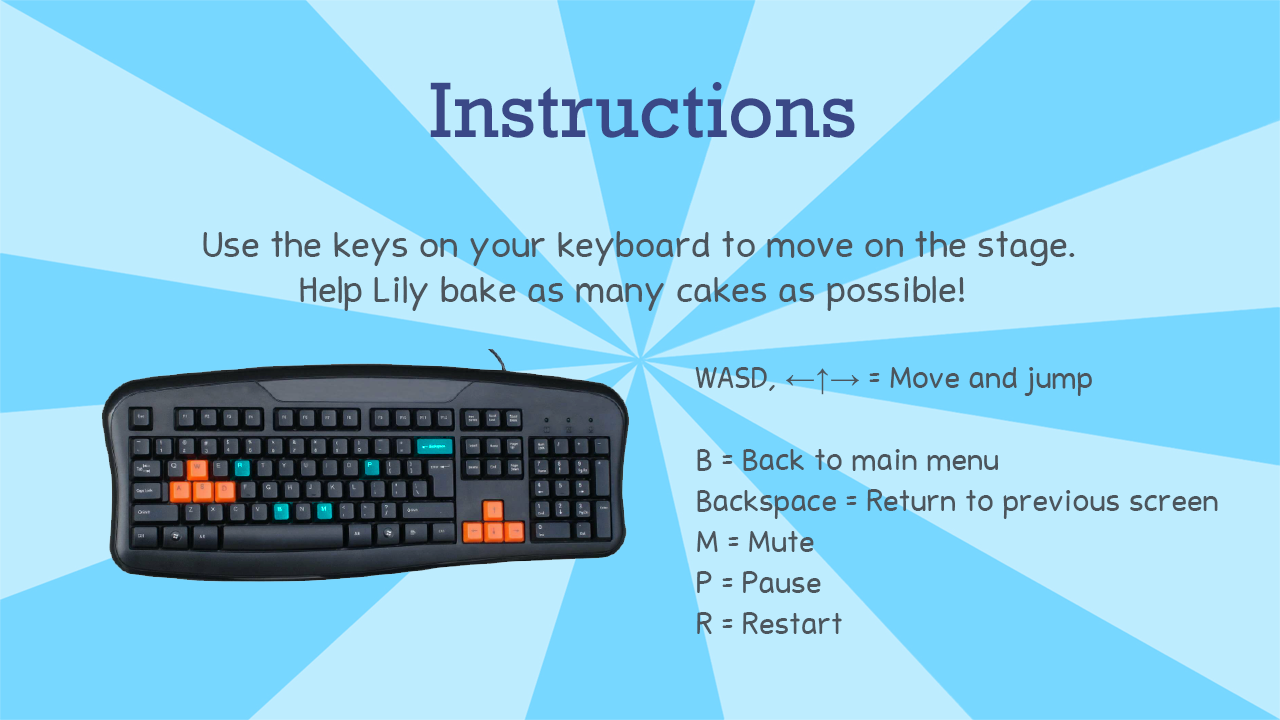 Instructions
Use the keys on your keyboard to move on the stage.
Help Lily bake as many cakes as possible!
WASD, ←↑→ = Move and jump
B = Back to main menu
Backspace = Return to previous screen
M = Mute
P = Pause
R = Restart